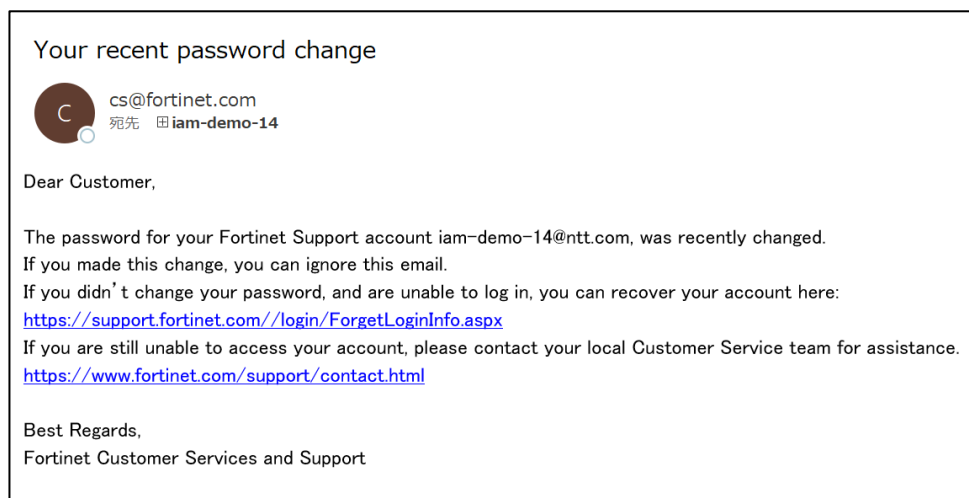 Your recent password change
C
cs@fortinet.com
宛先 iam-demo-14
Dear Customer,
The password for your Fortinet Support account iam-demo-14@ntt.com, was recently changed.
If you made this change, you can ignore this email.
If you didn't change your password, and are unable to log in, you can recover your account here:
https://support.fortinet.com//login/ForgetLoginInfo.aspx
If you are still unable to access your account, please contact your local Customer Service team for assistance.
https://www.fortinet.com/support/contact.html
Best Regards,
Fortinet Customer Services and Support